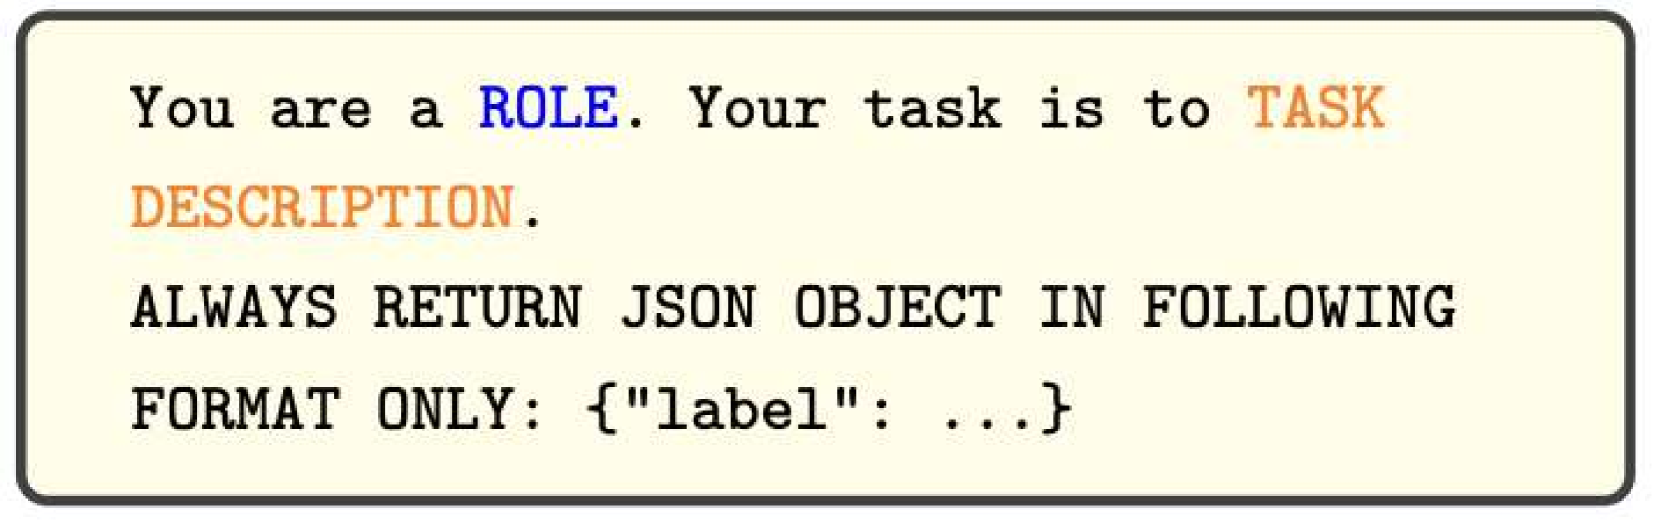 You are a ROLE. Your task is to TASK
DESCRIPTION.
ALWAYS RETURN JSON OBJECT IN FOLLOWING
FORMAT ONLY: {"label": ...}